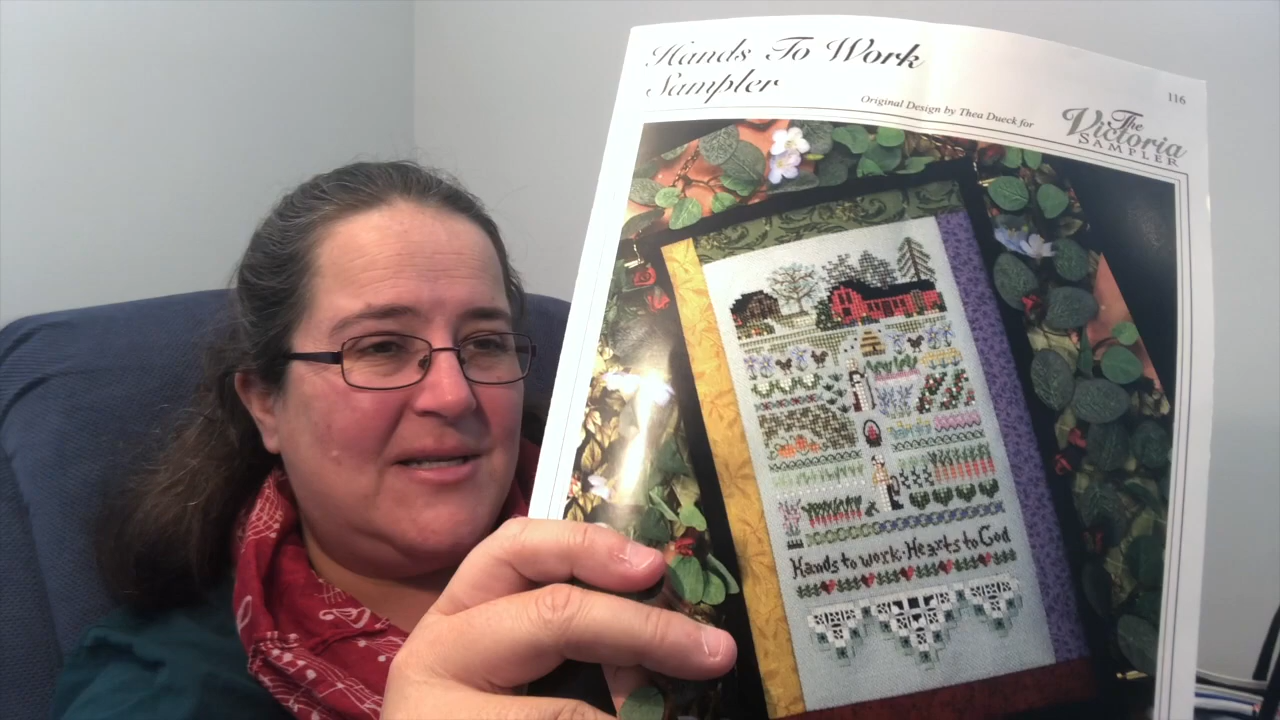 Hands To Work
Sampler
116
Original Design by Thea Dueck for
The
Victoria
SAMPLER
Hands to work · Hearts to God